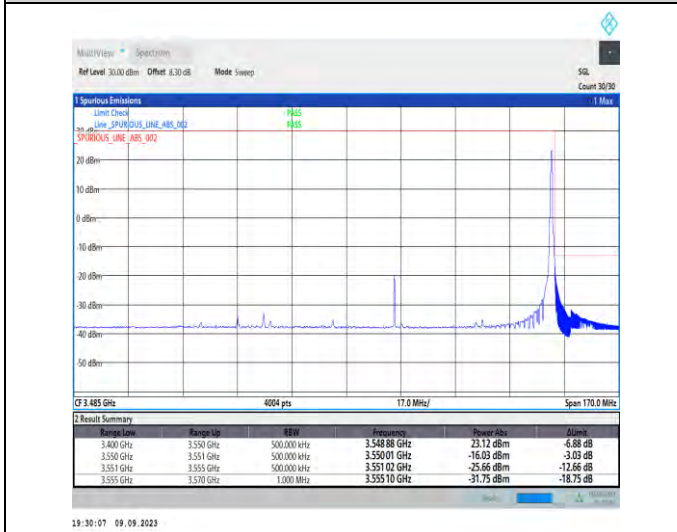 MultiView Spectrum
Ref Level 30.00 dBm Offset 8.30 dB Mode Sweep SGL
Count 30/30
1 Spurious Emissions 1 Max
Limit Check PASS
Line _SPURIOUS_LINE_ABS_002 PASS
SPURIOUS_LINE_ABS_002
20 dBm
10 dBm
0 dBm
-10 dBm
-20 dBm
-30 dBm
-40 dBm
-50 dBm
CF 3.485 GHz 4004 pts 17.0 MHz/ Span 170.0 MHz
2 Result Summary
Range Low Range Up RBW Frequency Power Abs ΔLimit
3.400 GHz 3.550 GHz 500.000 kHz 3.548 88 GHz 23.12 dBm -6.88 dB
3.550 GHz 3.551 GHz 500.000 kHz 3.550 01 GHz -16.03 dBm -3.03 dB
3.551 GHz 3.555 GHz 500.000 kHz 3.551 02 GHz -25.66 dBm -12.66 dB
3.555 GHz 3.570 GHz 1.000 MHz 3.555 10 GHz -31.75 dBm -18.75 dB
19:30:07 09.09.2023